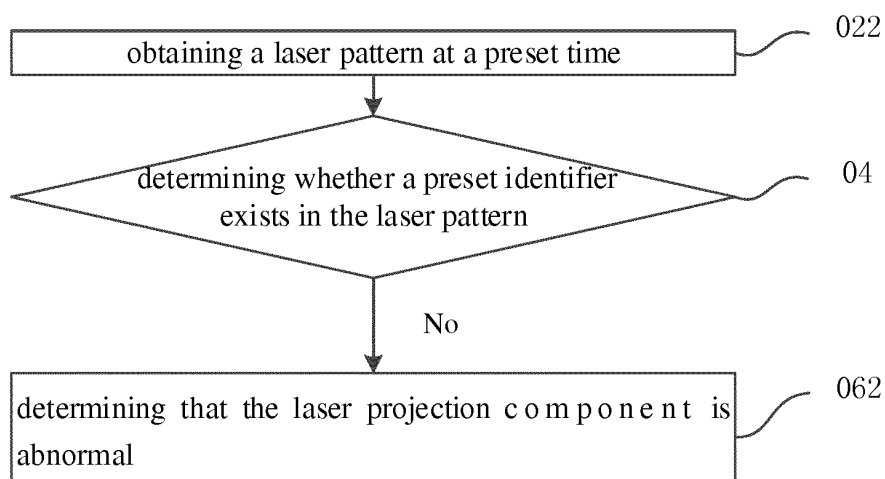 022
obtaining a laser pattern at a preset time
04
determining whether a preset identifier
exists in the laser pattern
No
062
determining that the laser projection component is
abnormal